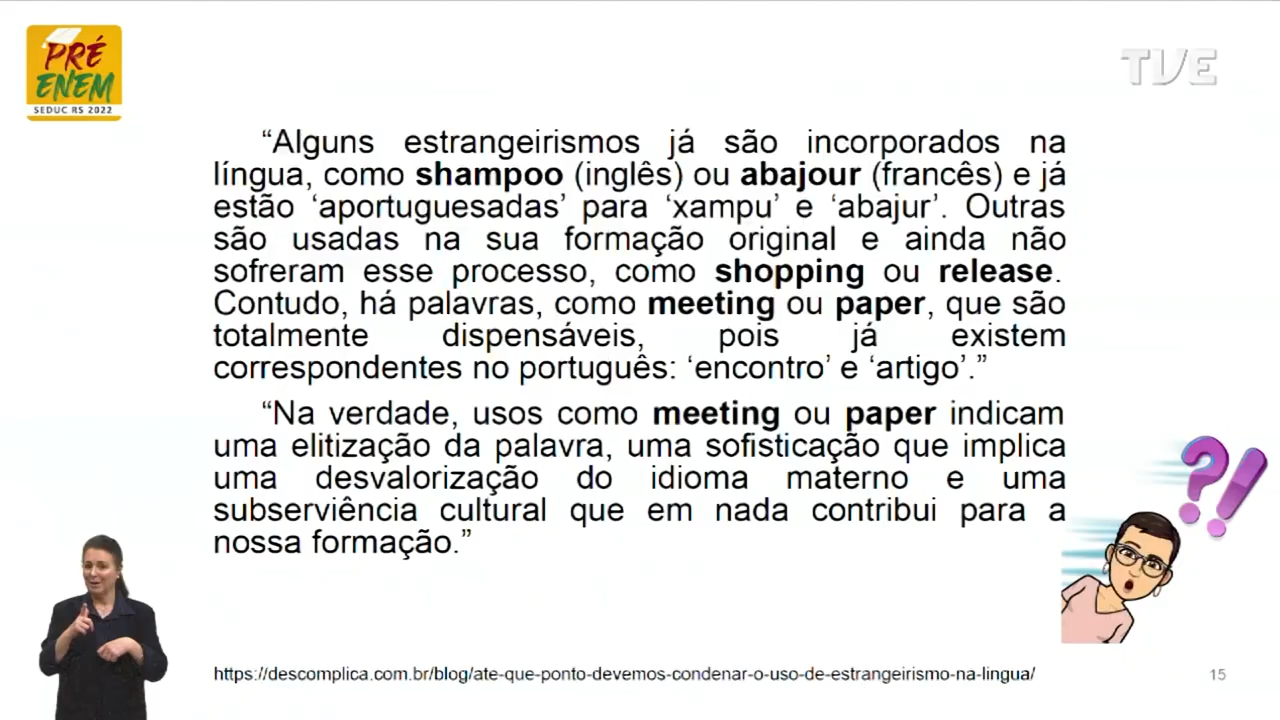 PRÉ
ENEM
SEDUC RS 2022
TVE
“Alguns estrangeirismos já são incorporados na
língua, como shampoo (inglês) ou abajour (francês) e já
estão ‘aportuguesadas’ para ‘xampu’ e ‘abajur’. Outras
são usadas na sua formação original e ainda não
sofreram esse processo, como shopping ou release.
Contudo, há palavras, como meeting ou paper, que são
totalmente dispensáveis, pois já existem
correspondentes no português: ‘encontro’ e ‘artigo’.”
“Na verdade, usos como meeting ou paper indicam
uma elitização da palavra, uma sofisticação que implica
uma desvalorização do idioma materno e uma
subserviência cultural que em nada contribui para a
nossa formação.”
?!
https://descomplica.com.br/blog/ate-que-ponto-devemos-condenar-o-uso-de-estrangeirismo-na-lingua/
15